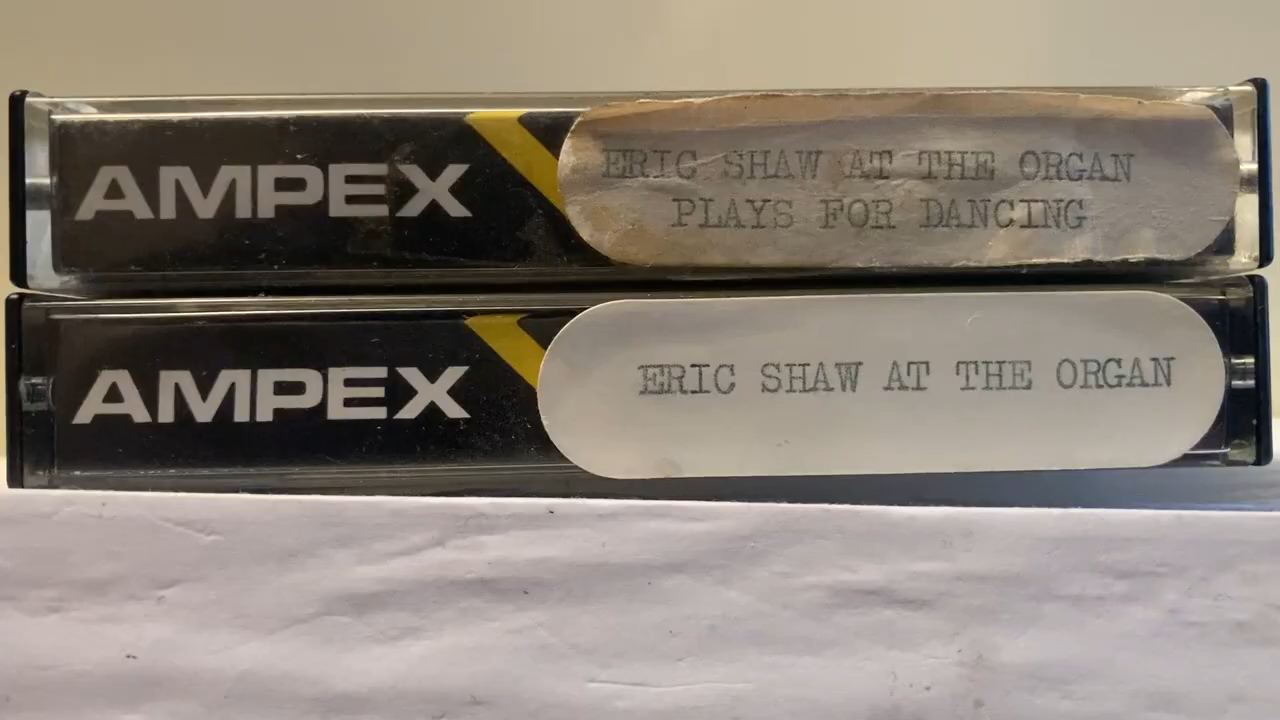 AMPEX
ERIC SHAW AT THE ORGAN
PLAYS FOR DANCING
AMPEX
ERIC SHAW AT THE ORGAN